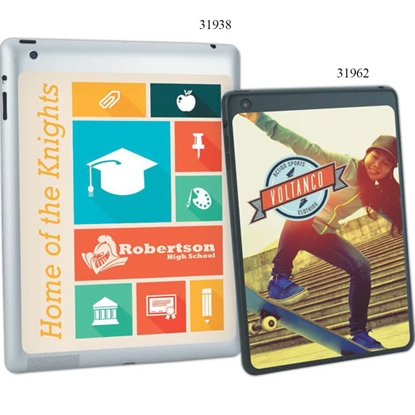 31938
31962
Home of the Knights
Robertson
High School
ACTION SPORTS
VOLTANCO
CLOTHING